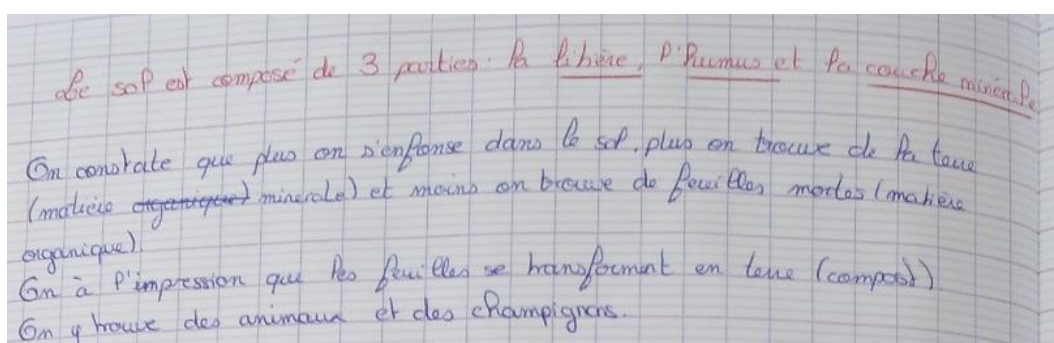 Le sol est composé de 3 parties : la litière, l'humus et la couche minérale
On constate que plus on s'enfonse dans le sol, plus on trouve de la terre
(matière organique) minerale) et moins on trouve de feuilles mortes (matière
organique).
On à l'impression que les feuilles se transforment en terre (compost).
On y trouve des animaux et des champignons.